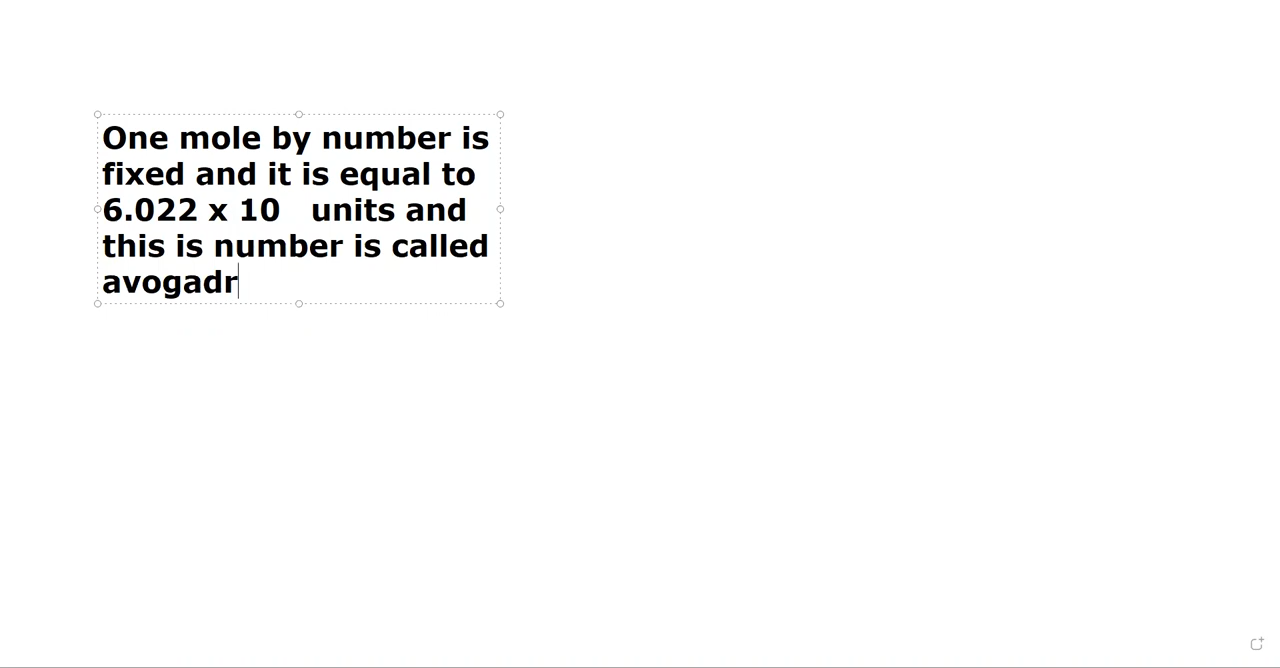 One mole by number is
fixed and it is equal to
6.022 x 10 units and
this is number is called
avogadr